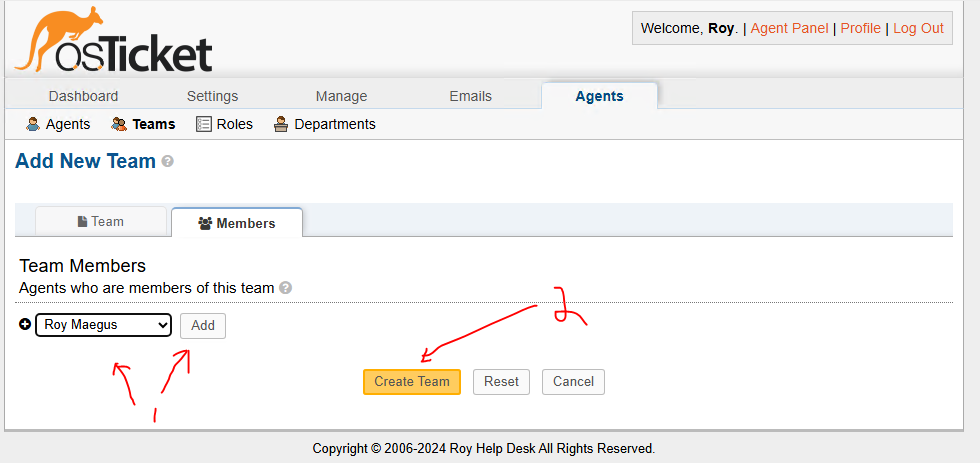 osTicket
Welcome, Roy. | Agent Panel | Profile | Log Out
Dashboard Settings Manage Emails Agents
Agents Teams Roles Departments
Add New Team ?
Team Members
Team Members
Agents who are members of this team ?
Roy Maegus Add
2
Create Team Reset Cancel
1
Copyright © 2006-2024 Roy Help Desk All Rights Reserved.